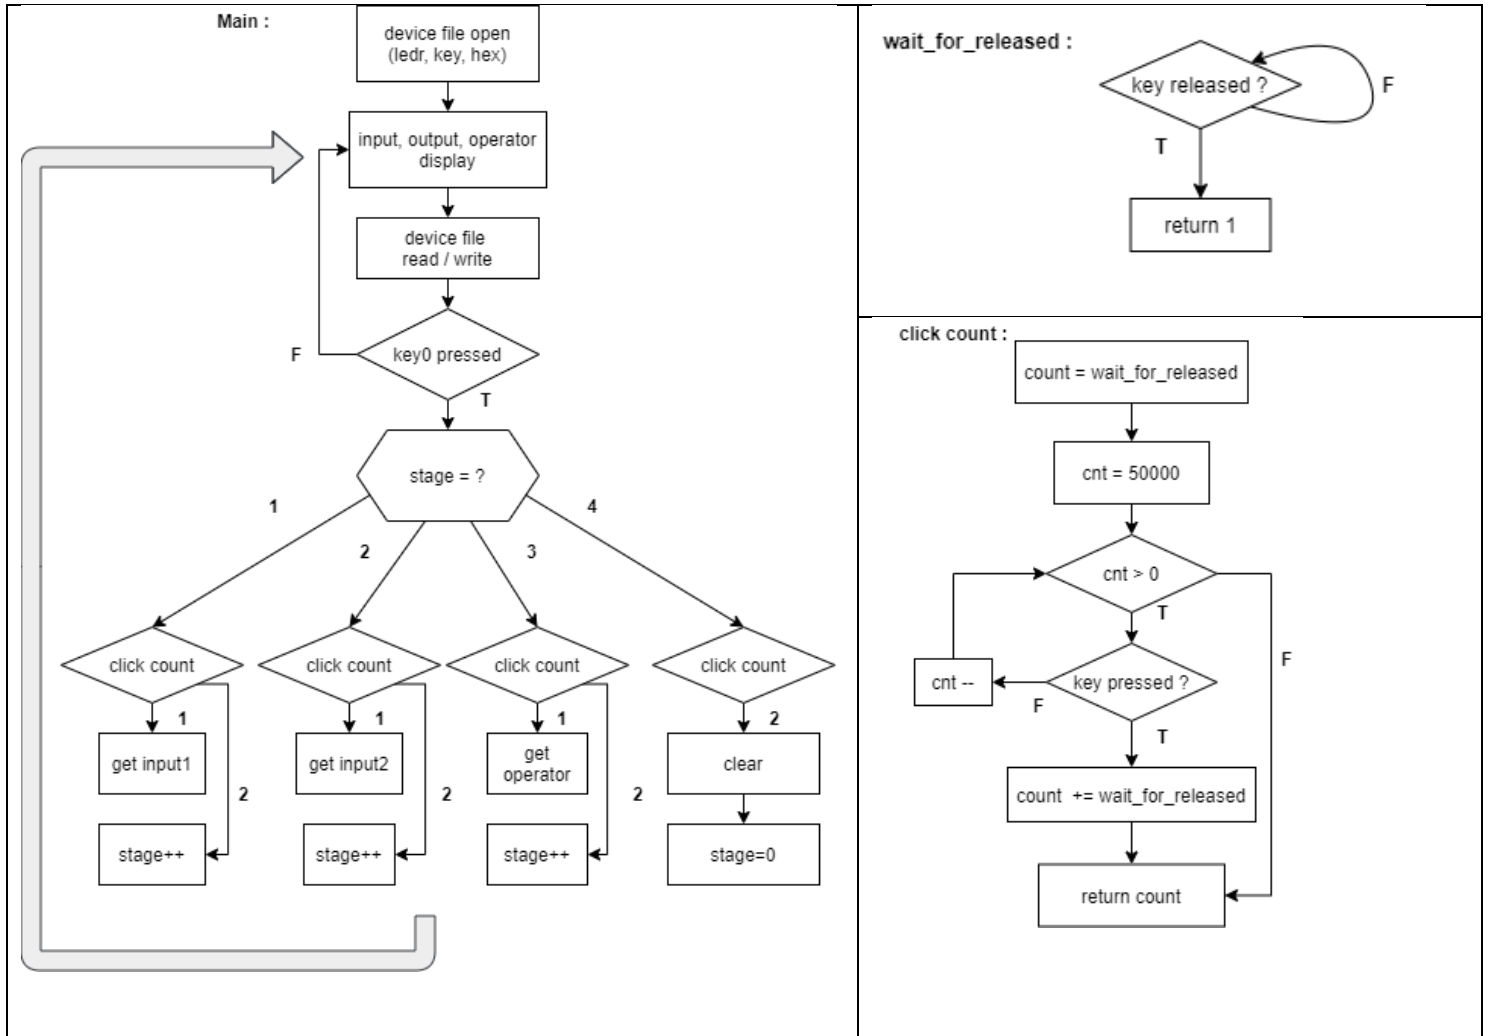 Main :
device file open
(ledr, key, hex)
input, output, operator
display
device file
read / write
key0 pressed
F
T
stage = ?
1
2
3
4
click count
click count
click count
click count
1
1
1
2
get input1
get input2
get
operator
clear
2
2
2
stage++
stage++
stage++
stage=0
wait_for_released :
key released ?
F
T
return 1
click count :
count = wait_for_released
cnt = 50000
cnt > 0
T
F
key pressed ?
cnt --
F
T
count += wait_for_released
return count